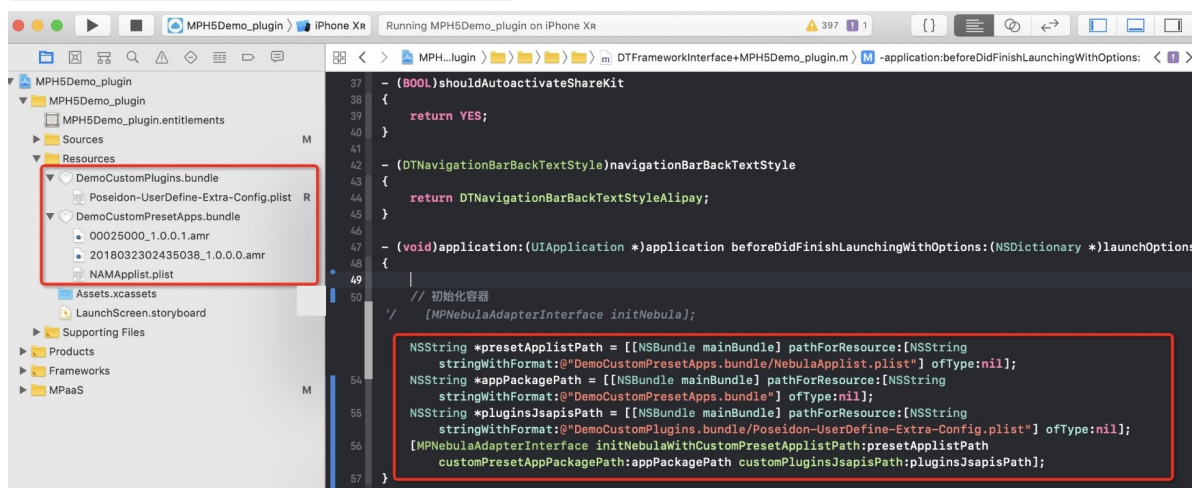 MPH5Demo_plugin 〉 iPhone XR
Running MPH5Demo_plugin on iPhone XR
397
1
{}
MPH...lugin
DTFrameworkInterface+MPH5Demo_plugin.m
M -application:beforeDidFinishLaunchingWithOptions:
MPH5Demo_plugin
MPH5Demo_plugin
MPH5Demo_plugin.entitlements
Sources M
Resources
DemoCustomPlugins.bundle
Poseidon-UserDefine-Extra-Config.plist R
DemoCustomPresetApps.bundle
00025000_1.0.0.1.amr
2018032302435038_1.0.0.0.amr
NAMApplist.plist
Assets.xcassets
LaunchScreen.storyboard
Supporting Files
Products
Frameworks
MPaaS M
37 - (BOOL)shouldAutoactivateShareKit
38 {
39 return YES;
40 }
41
42 - (DTNavigationBarBackTextStyle)navigationBarBackTextStyle
43 {
44 return DTNavigationBarBackTextStyleAlipay;
45 }
46
47 - (void)application:(UIApplication *)application beforeDidFinishLaunchingWithOptions:(NSDictionary *)launchOptions
48 {
49
50 // 初始化容器
'/ [MPNebulaAdapterInterface initNebula];
NSString *presetApplistPath = [[NSBundle mainBundle] pathForResource:[NSString
stringWithFormat:@"DemoCustomPresetApps.bundle/NebulaApplist.plist"] ofType:nil];
54 NSString *appPackagePath = [[NSBundle mainBundle] pathForResource:[NSString
stringWithFormat:@"DemoCustomPresetApps.bundle"] ofType:nil];
55 NSString *pluginsJsapisPath = [[NSBundle mainBundle] pathForResource:[NSString
stringWithFormat:@"DemoCustomPlugins.bundle/Poseidon-UserDefine-Extra-Config.plist"] ofType:nil];
56 [MPNebulaAdapterInterface initNebulaWithCustomPresetApplistPath:presetApplistPath
customPresetAppPackagePath:appPackagePath customPluginsJsapisPath:pluginsJsapisPath];
57 }